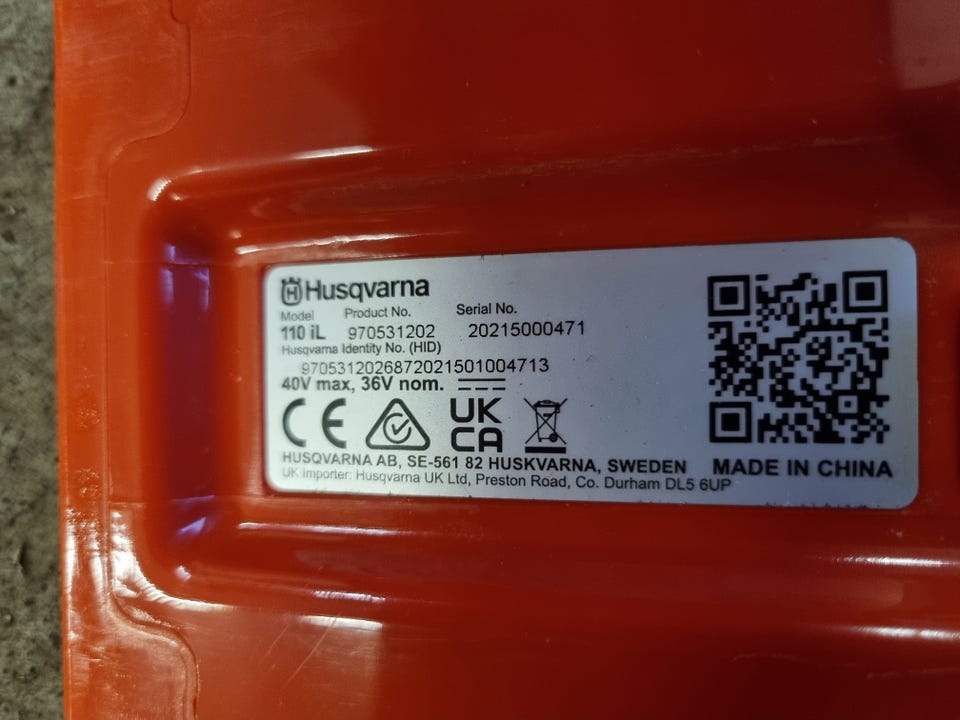 Husqvarna
Model Product No. Serial No.
110 iL 970531202 20215000471
Husqvarna Identity No. (HID)
9705312026872021501004713
40V max, 36V nom.
CE UK CA
HUSQVARNA AB, SE-561 82 HUSKVARNA, SWEDEN MADE IN CHINA
UK Importer: Husqvarna UK Ltd, Preston Road, Co. Durham DL5 6UP